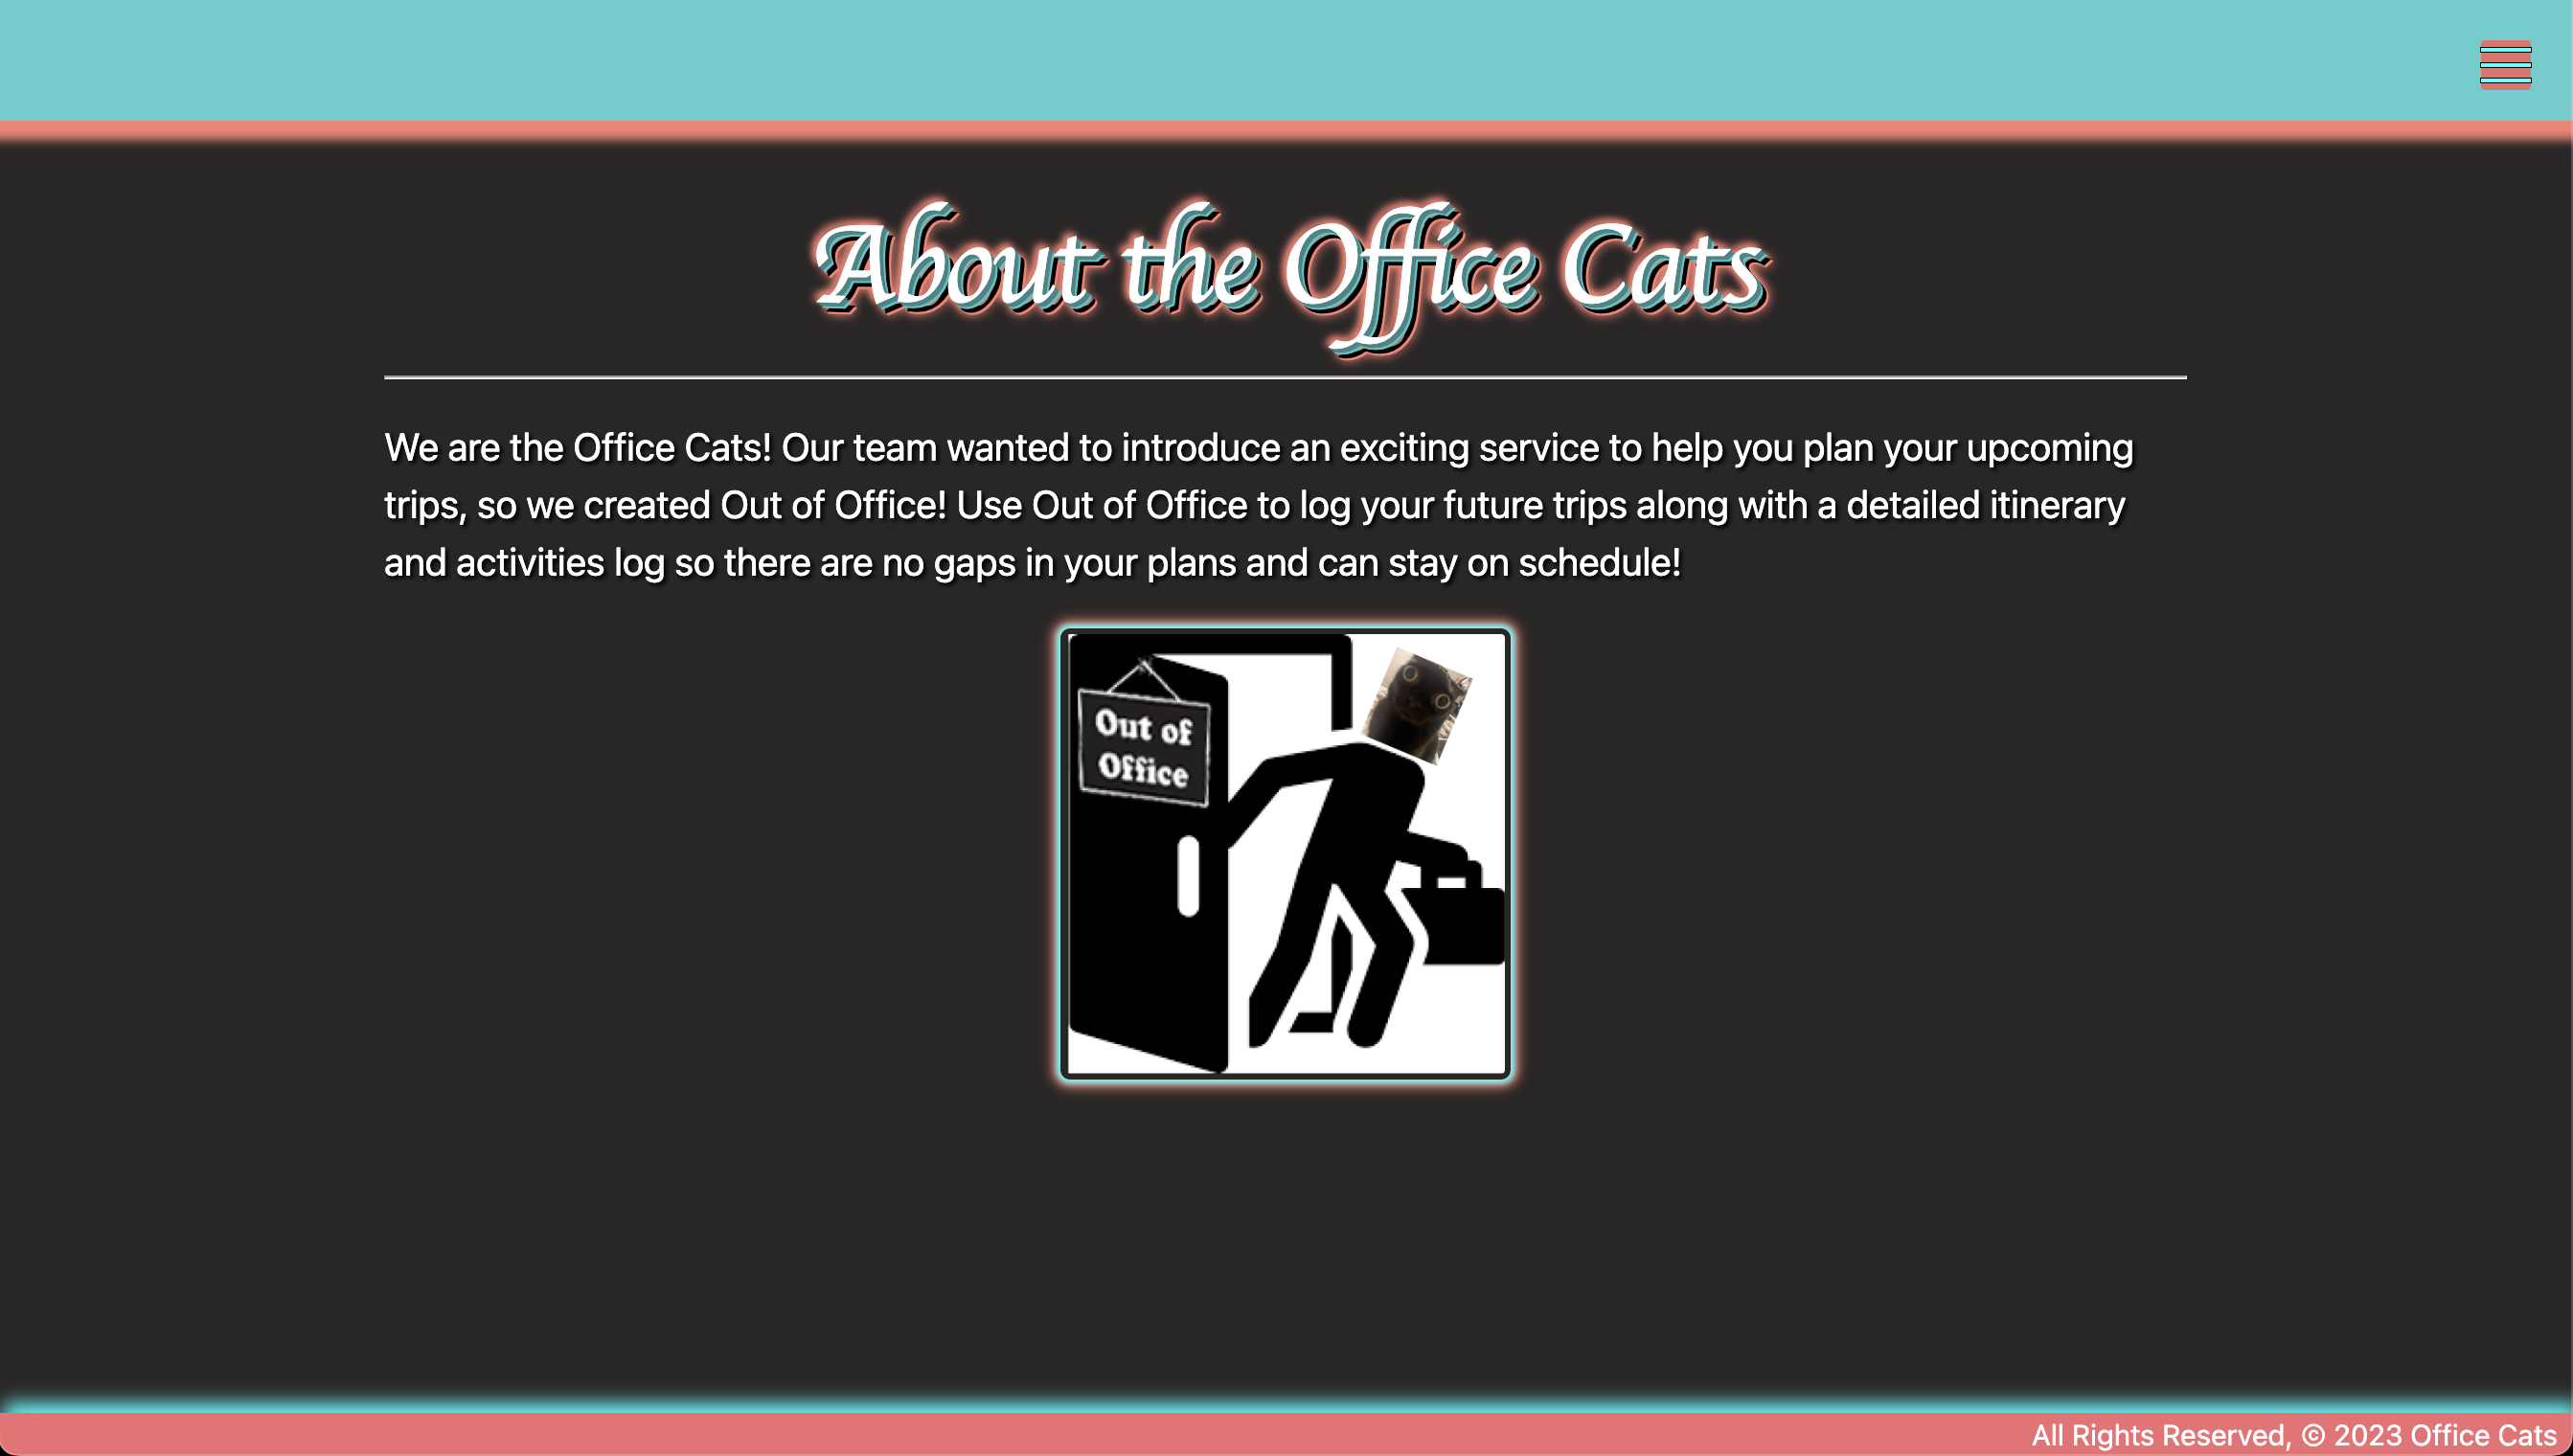 About the Office Cats
We are the Office Cats! Our team wanted to introduce an exciting service to help you plan your upcoming
trips, so we created Out of Office! Use Out of Office to log your future trips along with a detailed itinerary
and activities log so there are no gaps in your plans and can stay on schedule!
Out of
Office
All Rights Reserved, © 2023 Office Cats